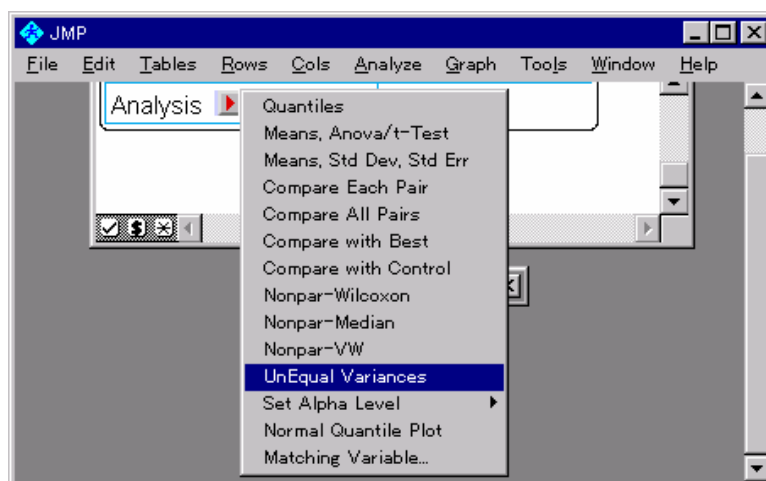 JMP
File Edit Tables Rows Cols Analyze Graph Tools Window Help
Analysis
Quantiles
Means, Anova/t-Test
Means, Std Dev, Std Err
Compare Each Pair
Compare All Pairs
Compare with Best
Compare with Control
Nonpar-Wilcoxon
Nonpar-Median
Nonpar-VW
UnEqual Variances
Set Alpha Level
Normal Quantile Plot
Matching Variable...